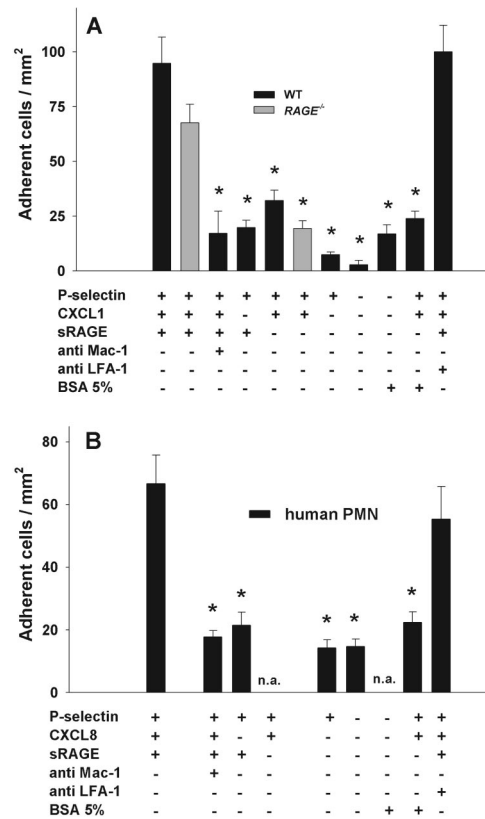 A
Adherent cells / mm²
100
75
50
25
0
WT
RAGE-/-
* * * * * * * *
P-selectin + + + + + + + - - + +
CXCL1 + + + - + + - - - + +
sRAGE + + + + - - - - - - +
anti Mac-1 - - + - - - - - - - -
anti LFA-1 - - - - - - - - - - +
BSA 5% - - - - - - - - + + -
B
Adherent cells / mm²
80
60
40
20
0
human PMN
* * n.a. * * n.a. *
P-selectin + + + + + - - + +
CXCL8 + + - + - - - + +
sRAGE + + + - - - - - +
anti Mac-1 - + - - - - - - -
anti LFA-1 - - - - - - - - +
BSA 5% - - - - - - + + -